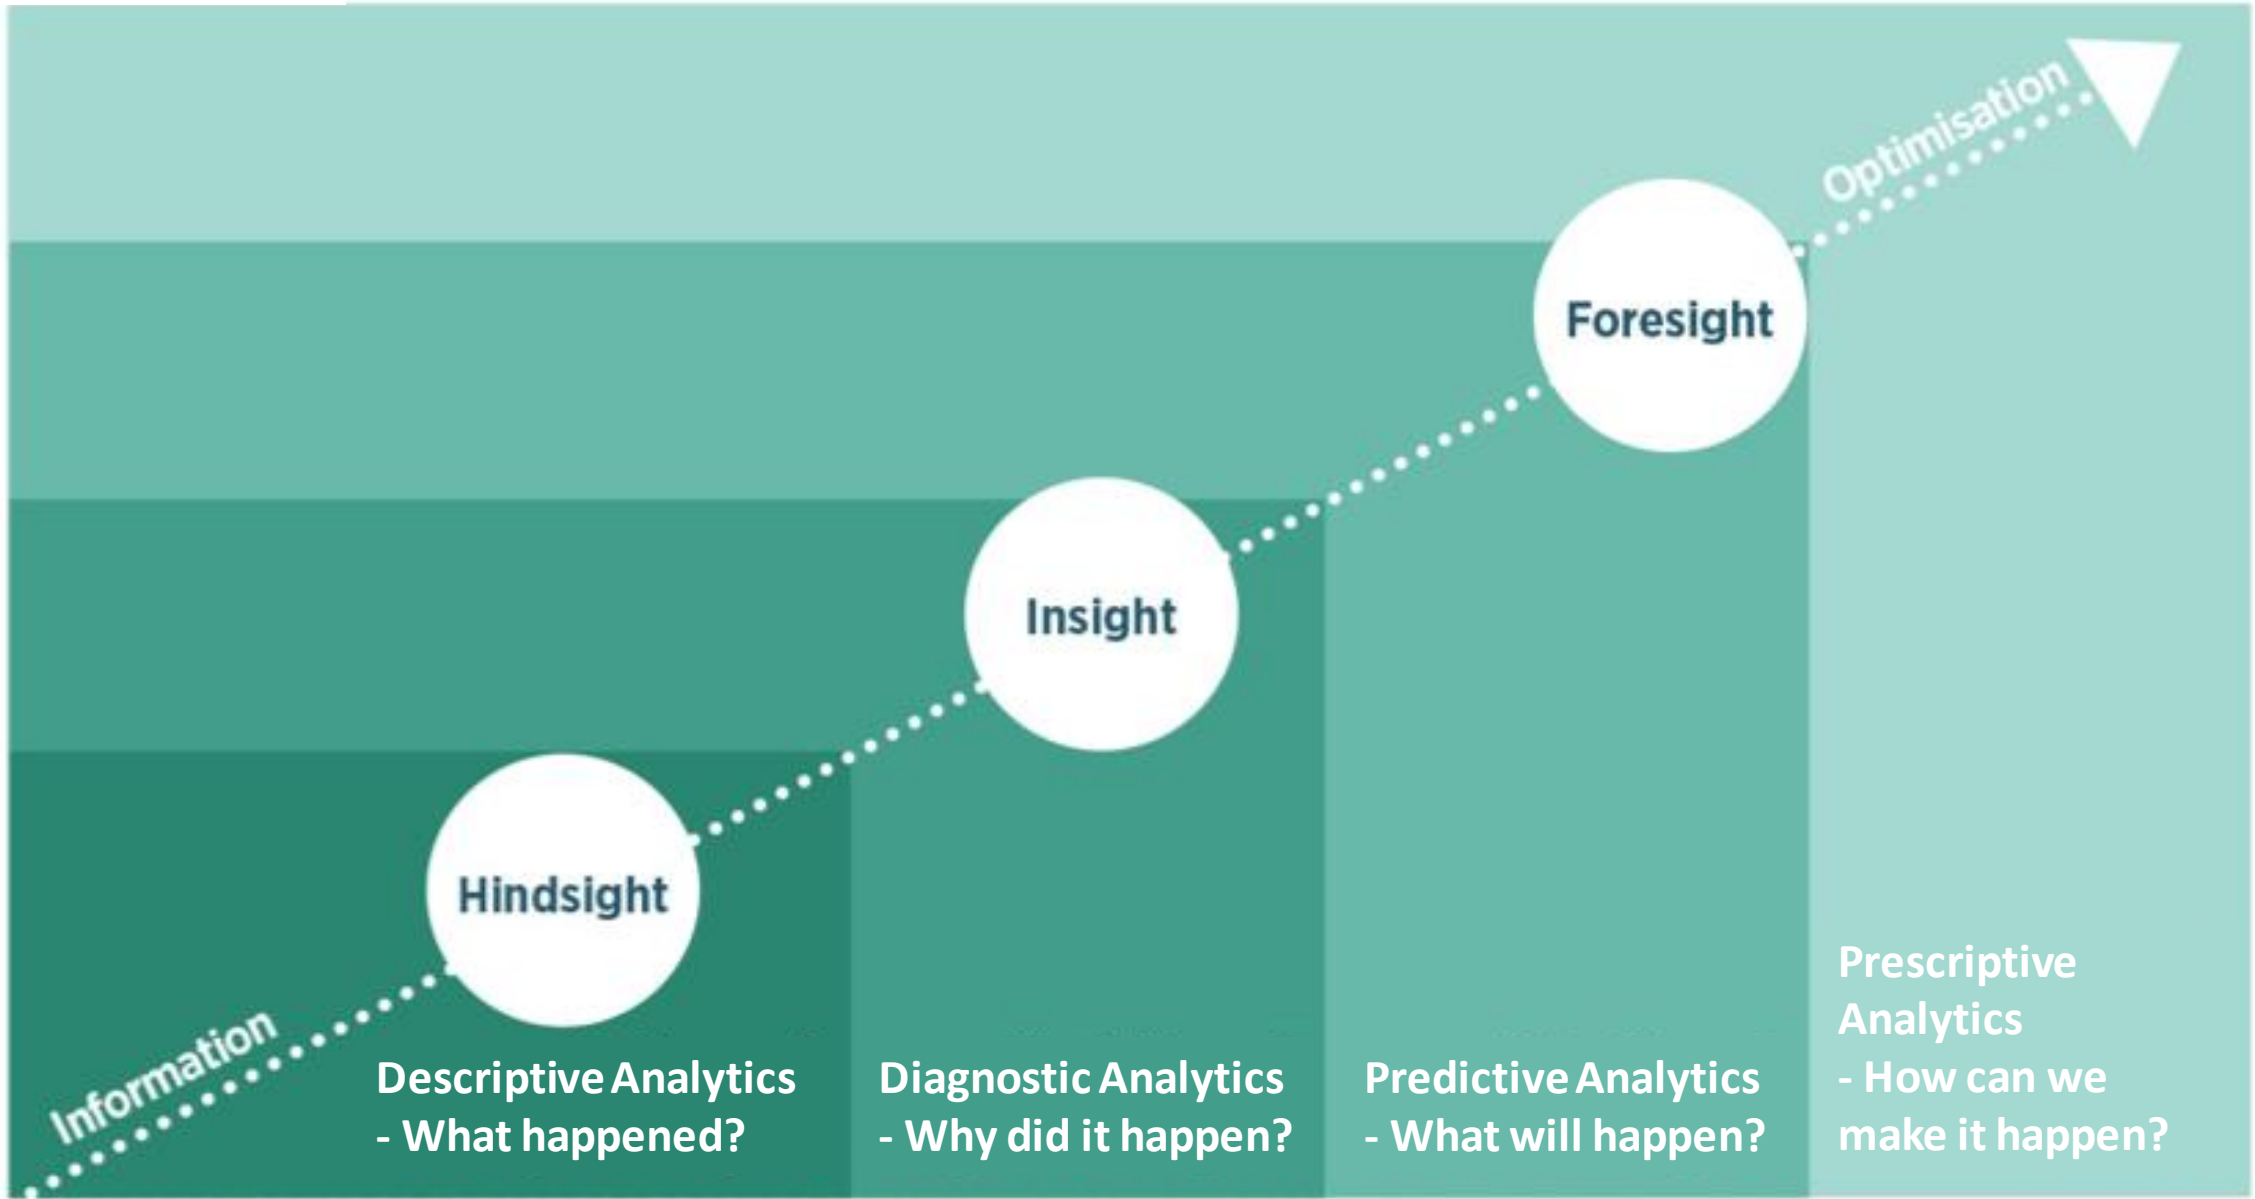 Optimisation
Foresight
Insight
Hindsight
Information
Descriptive Analytics
- What happened?
Diagnostic Analytics
- Why did it happen?
Predictive Analytics
- What will happen?
Prescriptive
Analytics
- How can we
make it happen?